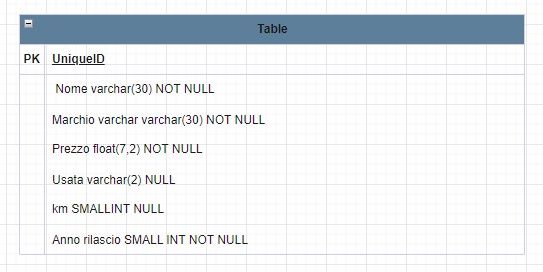 Table
PK UniqueID
Nome varchar(30) NOT NULL
Marchio varchar varchar(30) NOT NULL
Prezzo float(7,2) NOT NULL
Usata varchar(2) NULL
km SMALLINT NULL
Anno rilascio SMALL INT NOT NULL